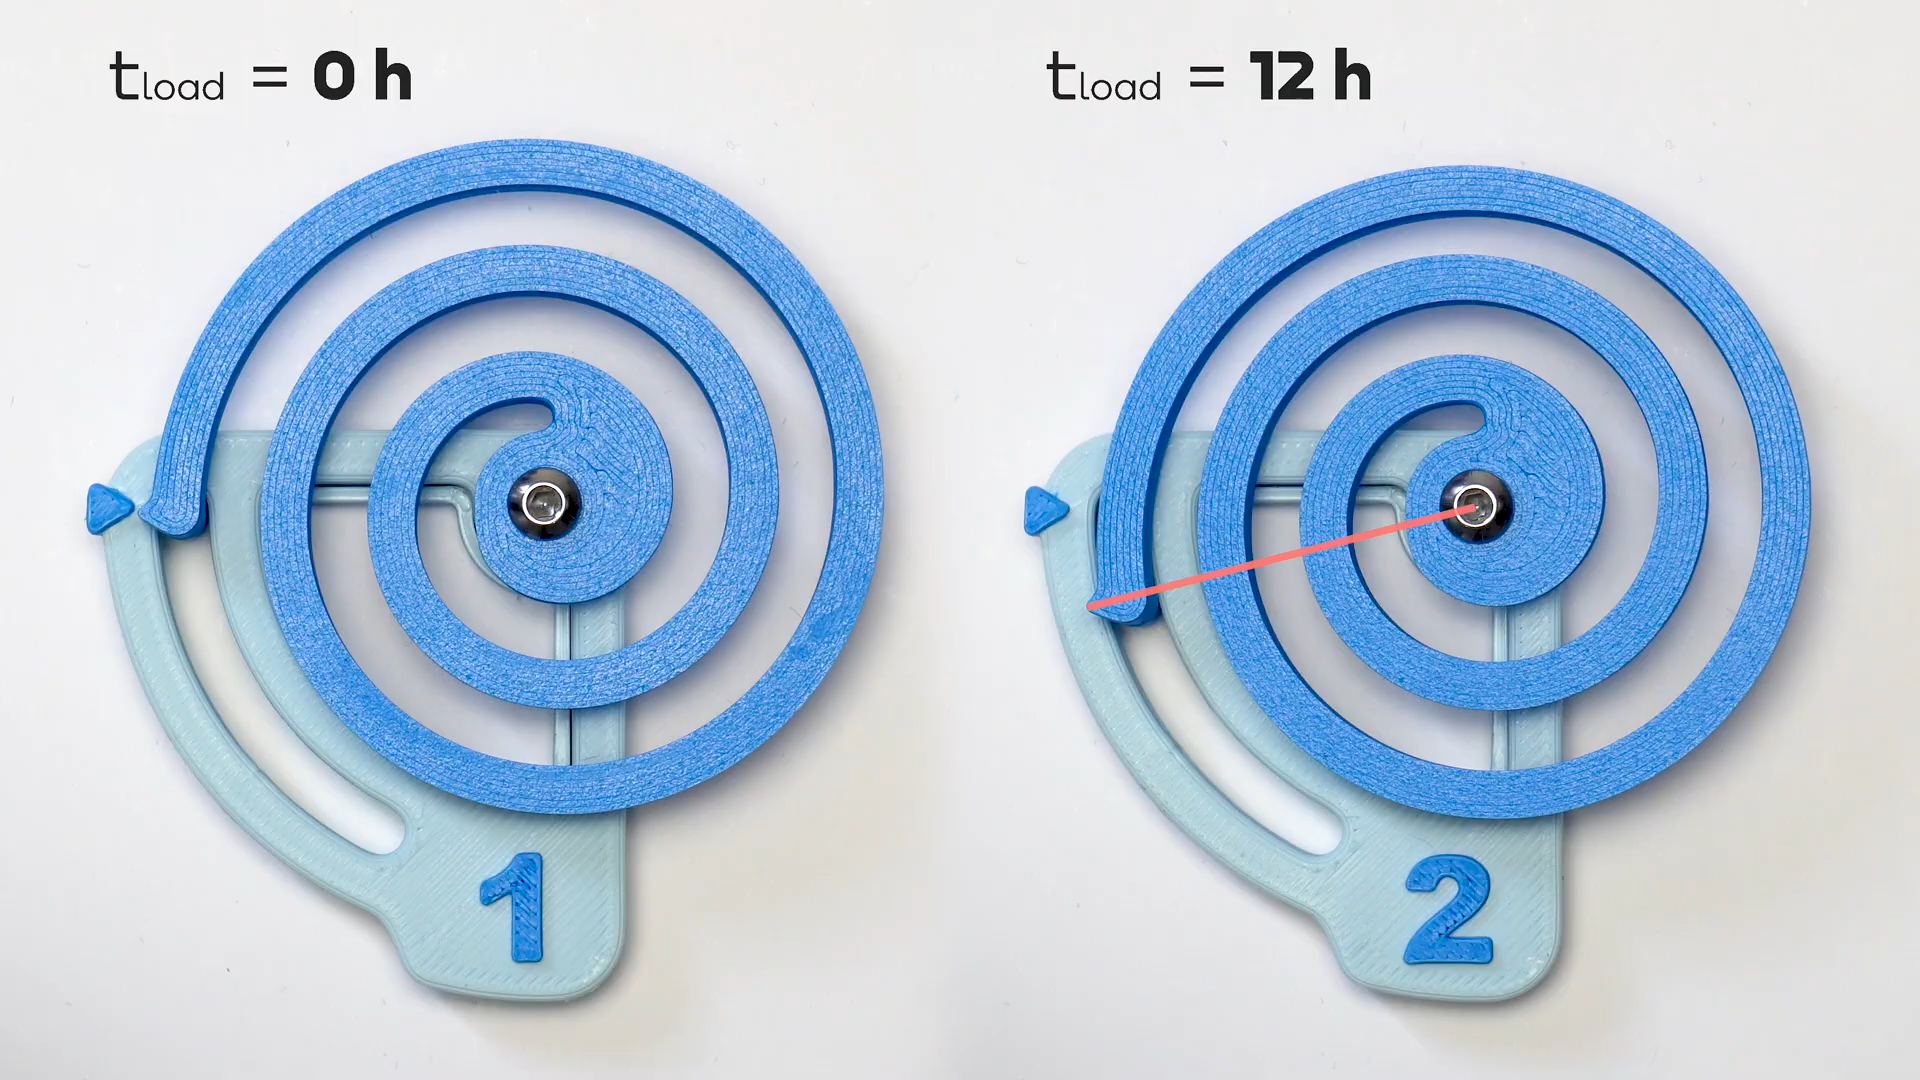 tload = 0 h
tload = 12 h
1
2